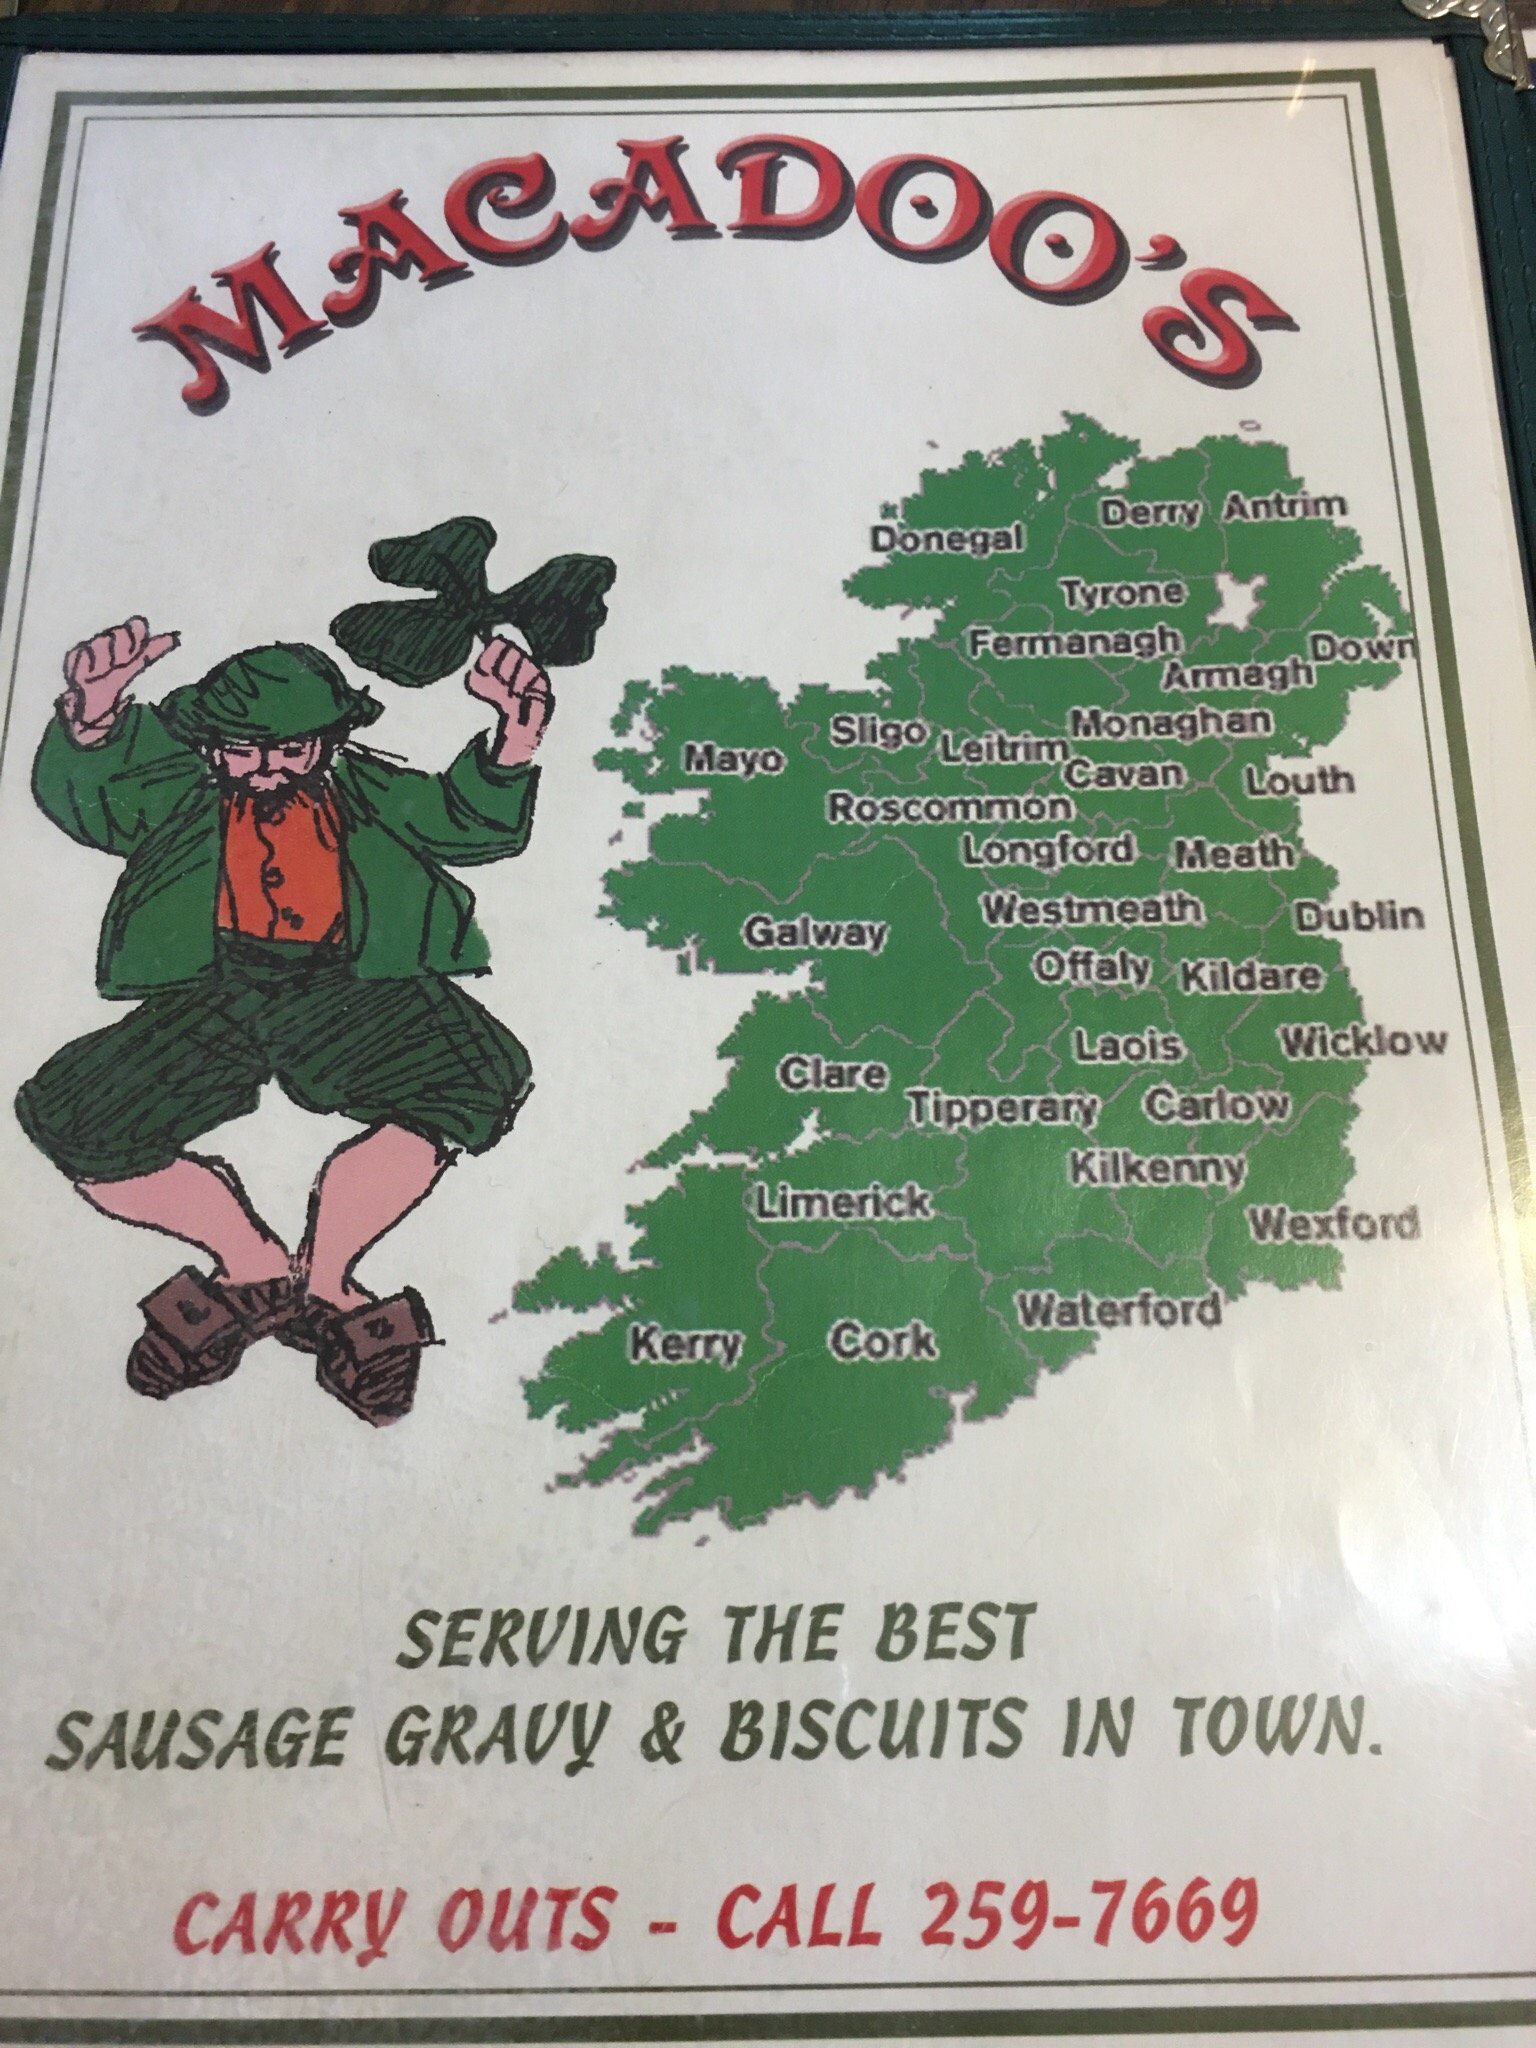 MACADOO'S
Derry Antrim
Donegal
Tyrone
Fermanagh
Down
Armagh
Sligo
Monaghan
Leitrim
Mayo
Cavan
Louth
Roscommon
Longford
Meath
Westmeath
Dublin
Galway
Offaly
Kildare
Laois
Wicklow
Clare
Tipperary
Carlow
Kilkenny
Limerick
Wexford
Waterford
Kerry
Cork
SERVING THE BEST
SAUSAGE GRAVY & BISCUITS IN TOWN.
CARRY OUTS - CALL 259-7669